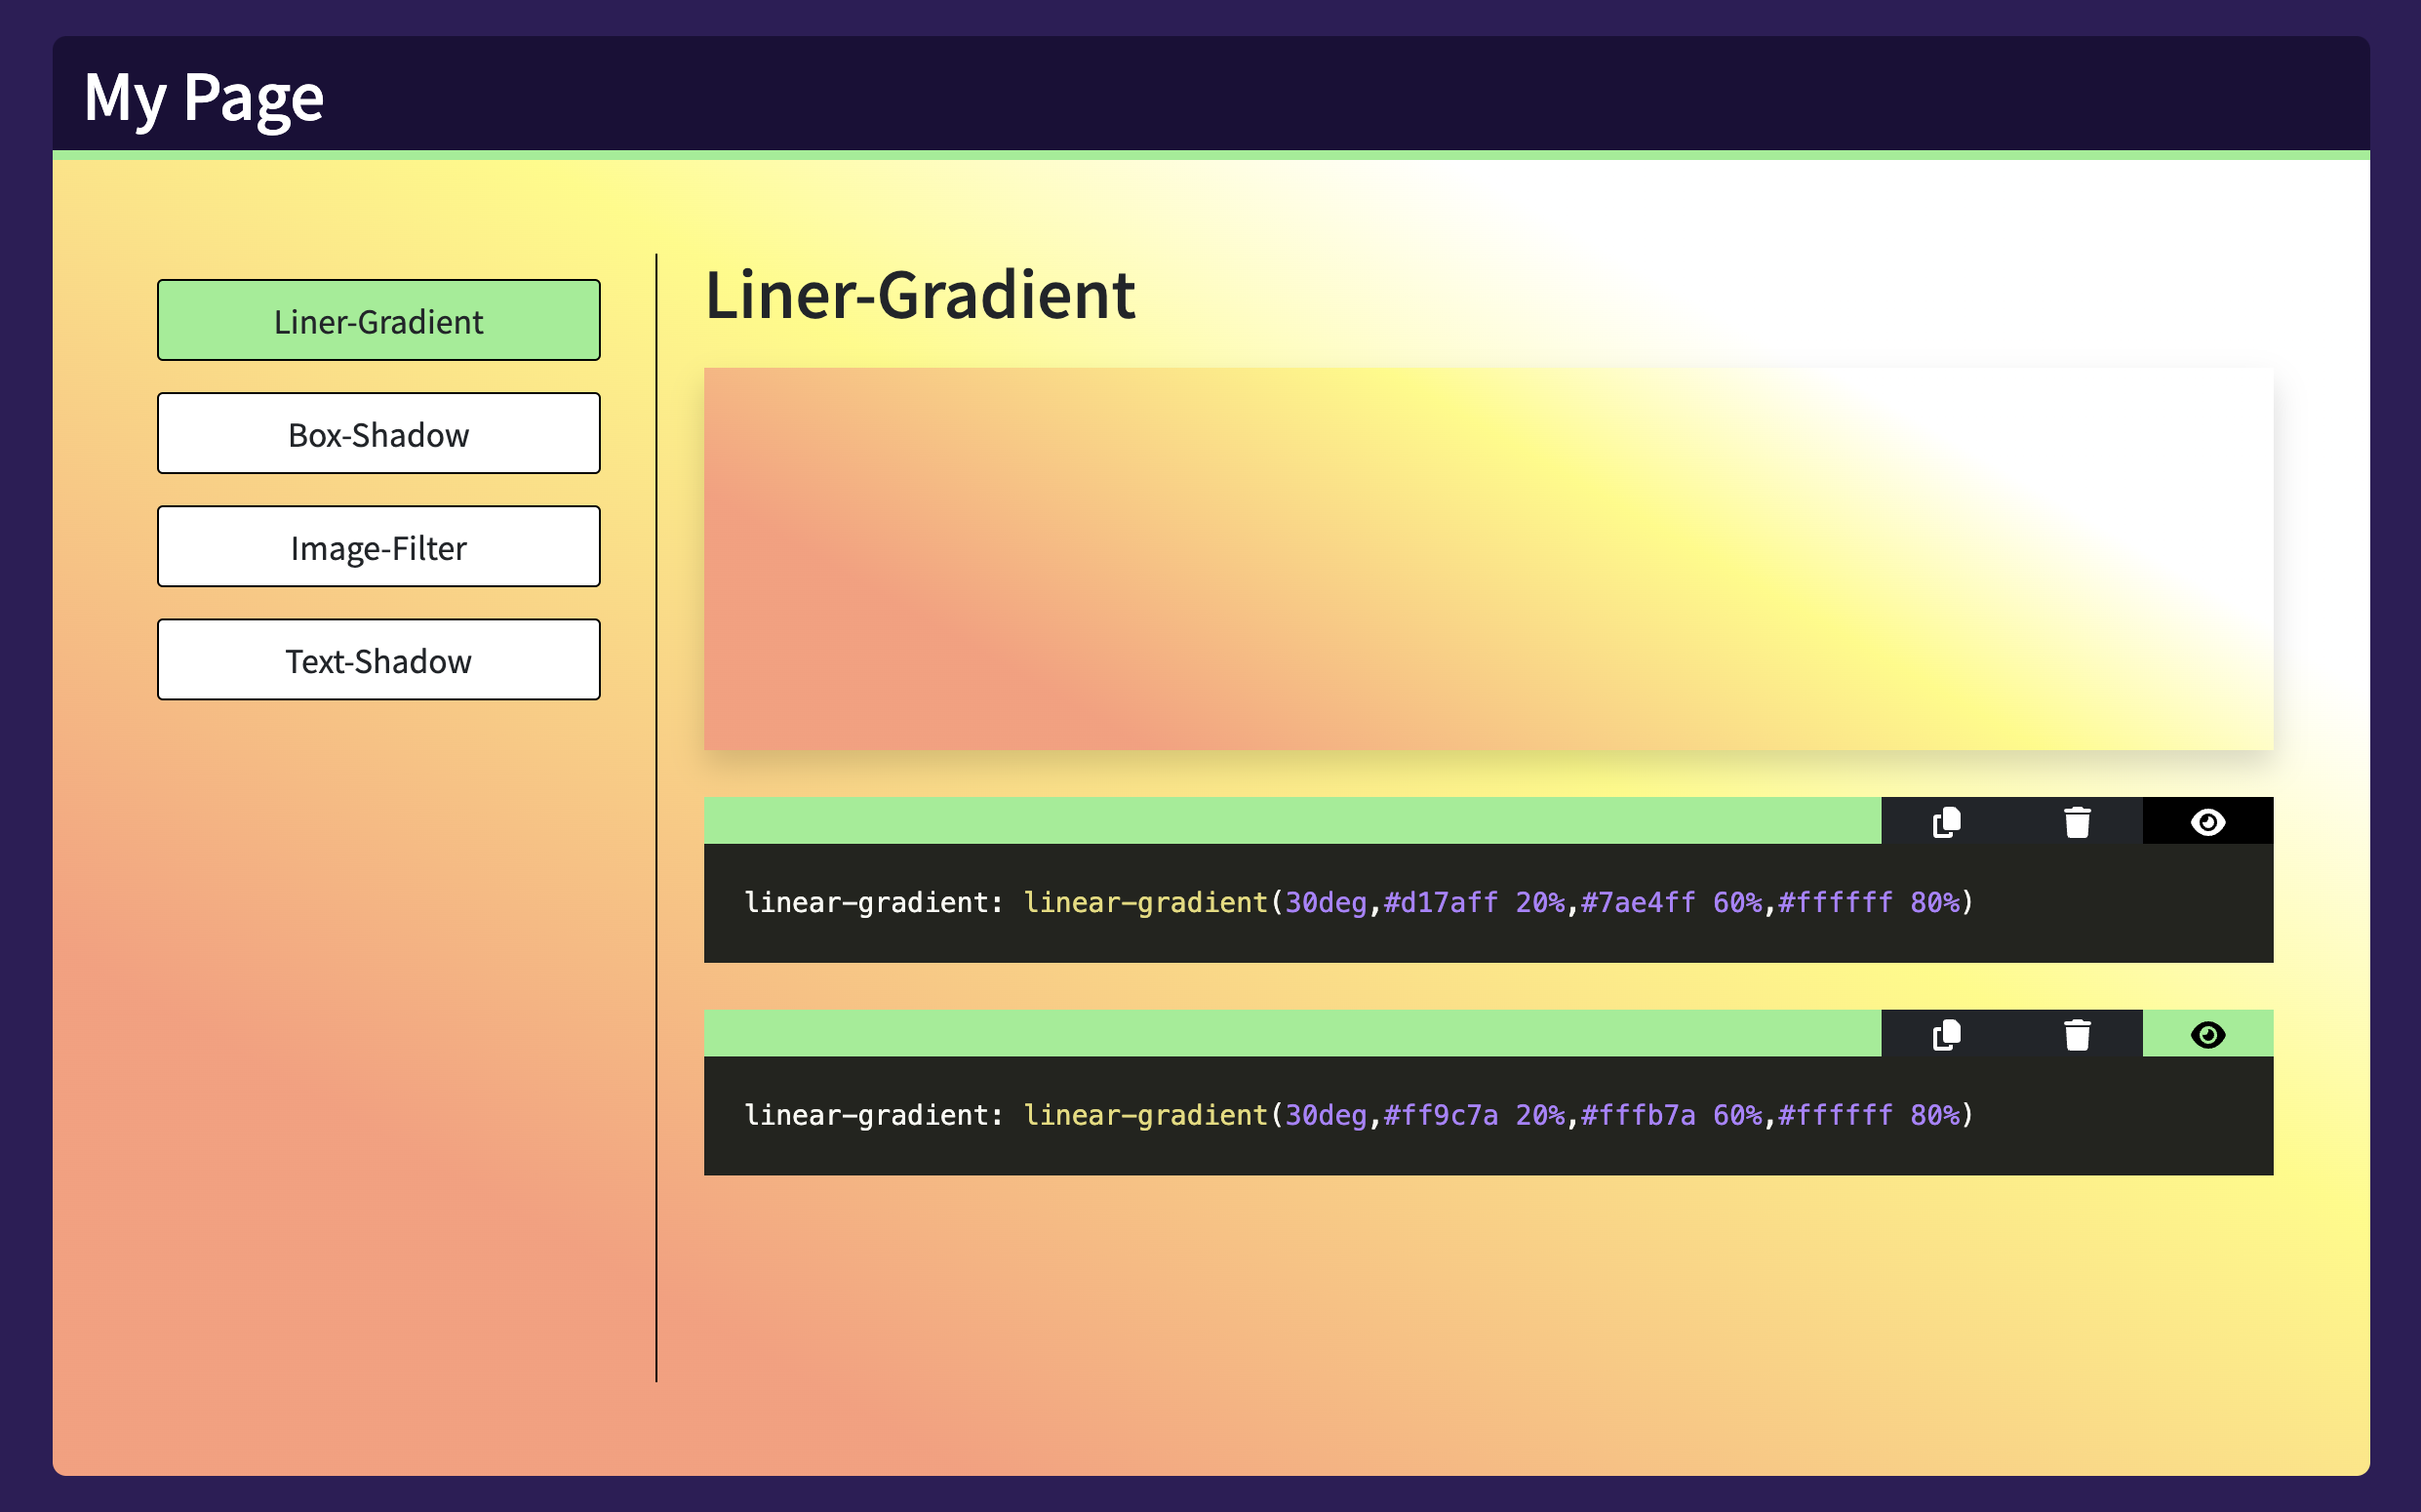 My Page
Liner-Gradient
Box-Shadow
Image-Filter
Text-Shadow
Liner-Gradient
linear-gradient: linear-gradient(30deg,#d17aff 20%,#7ae4ff 60%,#ffffff 80%)
linear-gradient: linear-gradient(30deg,#ff9c7a 20%,#fffb7a 60%,#ffffff 80%)